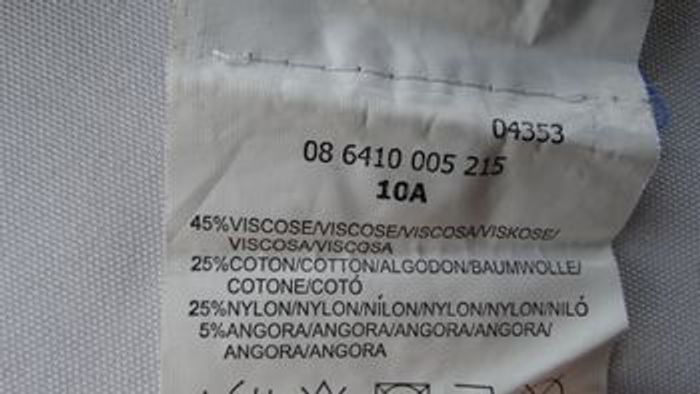 04353
08 6410 005 215
10A
45%VISCOSE/VISCOSE/VISCOSA/VISKOSE/
VISCOSA/VISCOSA
25%COTON/COTTON/ALGODON/BAUMWOLLE/
COTONE/COTÓ
25%NYLON/NYLON/NÍLON/NYLON/NYLON/NILÓ
5%ANGORA/ANGORA/ANGORA/ANGORA/
ANGORA/ANGORA